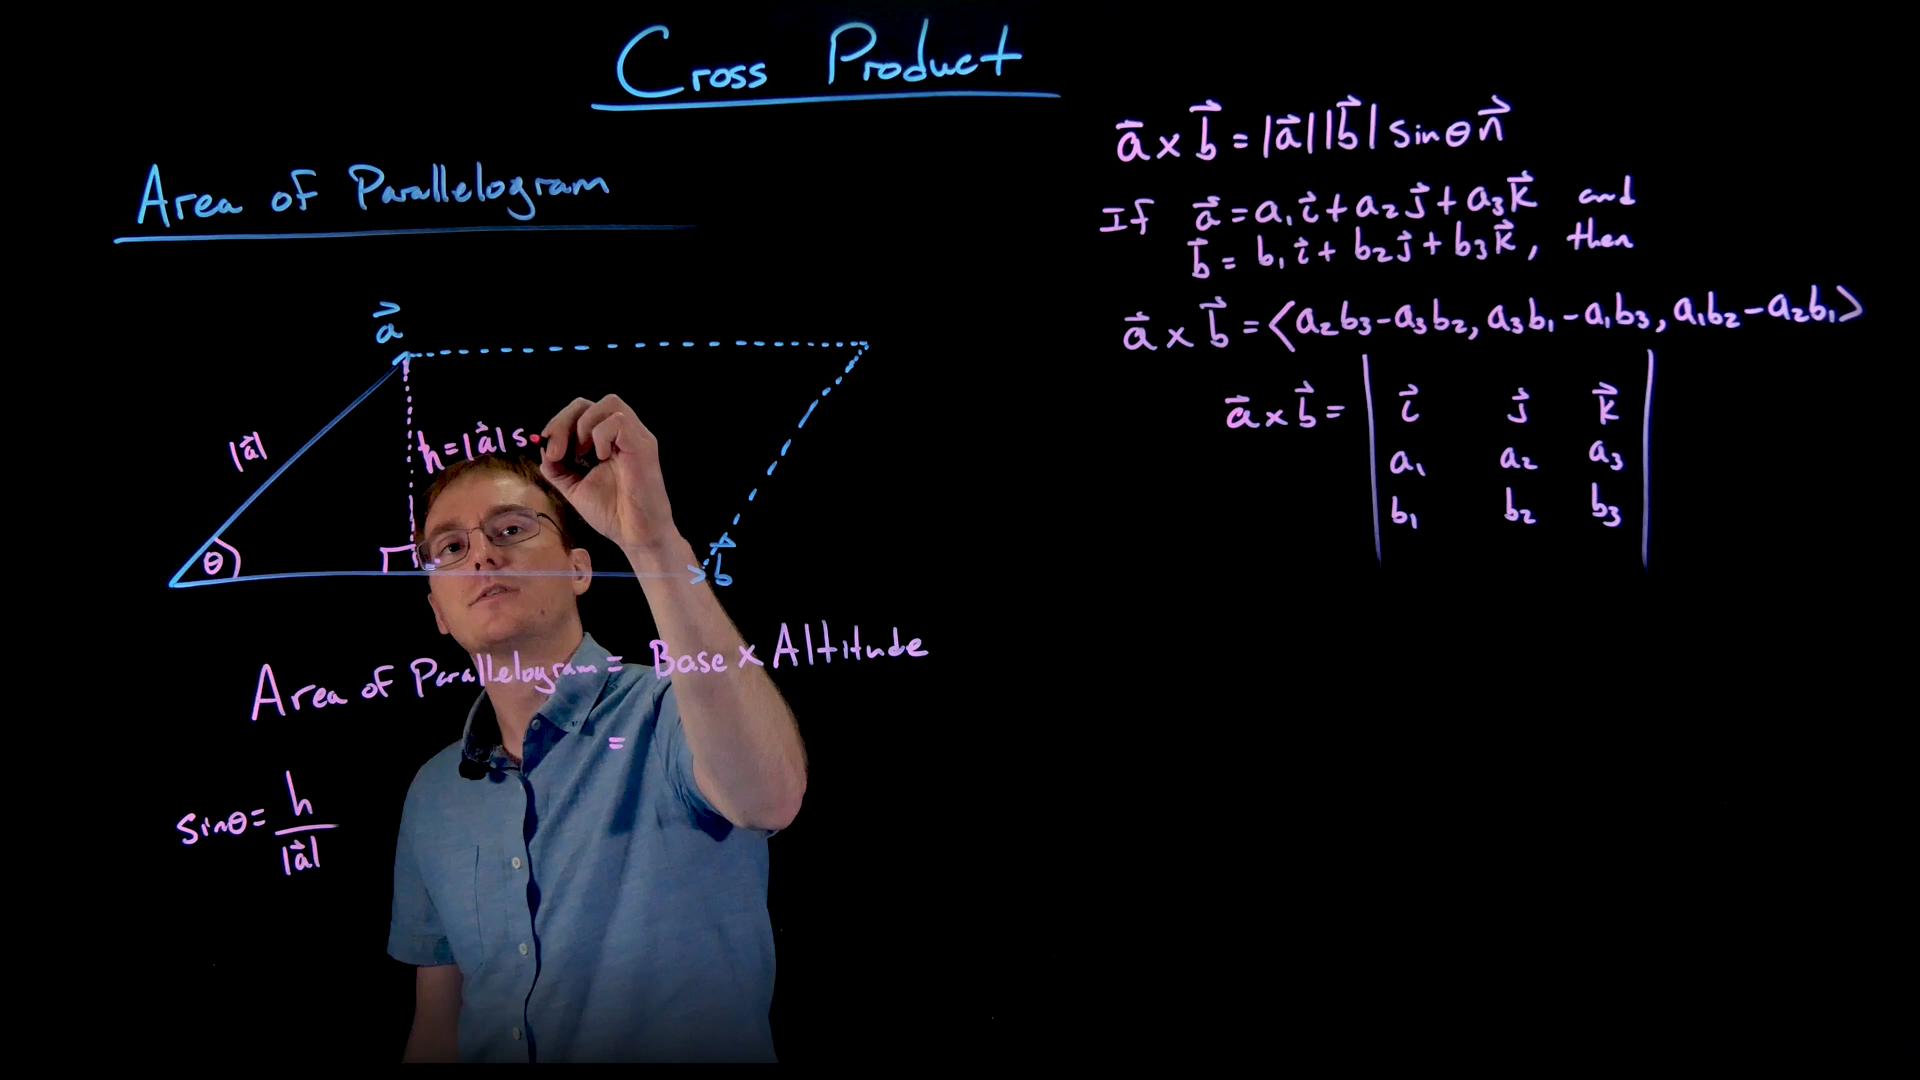 Cross Product
Area of Parallelogram
a⃗
|a⃗|
h = |a⃗| s
θ
b⃗
Area of Parallelogram = Base × Altitude
=
sinθ = h / |a⃗|
a⃗ × b⃗ = |a⃗||b⃗| sinθ n⃗
If a⃗ = a₁i⃗ + a₂j⃗ + a₃k⃗ and
b⃗ = b₁i⃗ + b₂j⃗ + b₃k⃗, then
a⃗ × b⃗ = ⟨a₂b₃ - a₃b₂, a₃b₁ - a₁b₃, a₁b₂ - a₂b₁⟩
a⃗ × b⃗ = | i⃗ j⃗ k⃗ |
a₁ a₂ a₃
b₁ b₂ b₃